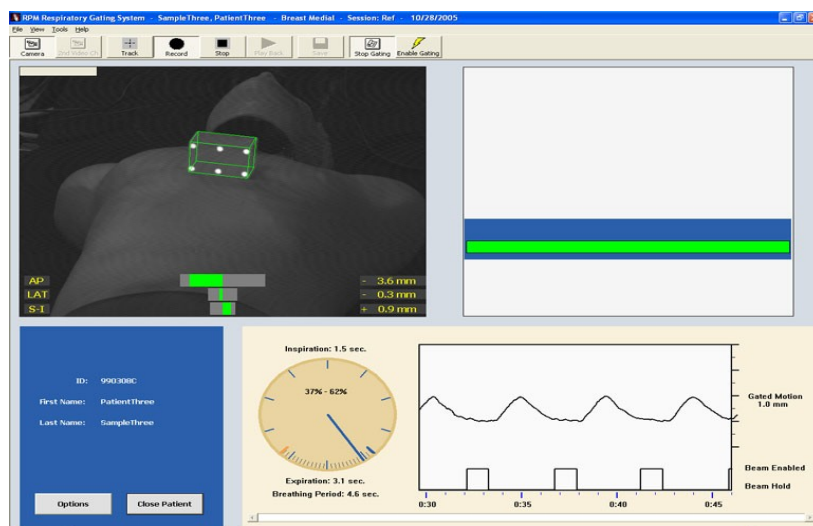 RPM Respiratory Gating System - SampleThree, PatientThree - Breast Medial - Session: Ref - 10/28/2005
File View Tools Help
Camera 2nd Video Ch. Track Record Stop Play Back Save Stop Gating Enable Gating
AP - 3.6 mm
LAT - 0.3 mm
S-I + 0.9 mm
ID: 990308C
First Name: PatientThree
Last Name: SampleThree
Options Close Patient
Inspiration: 1.5 sec.
37% - 62%
Expiration: 3.1 sec.
Breathing Period: 4.6 sec.
Gated Motion
1.0 mm
Beam Enabled
Beam Hold
0:30 0:35 0:40 0:45